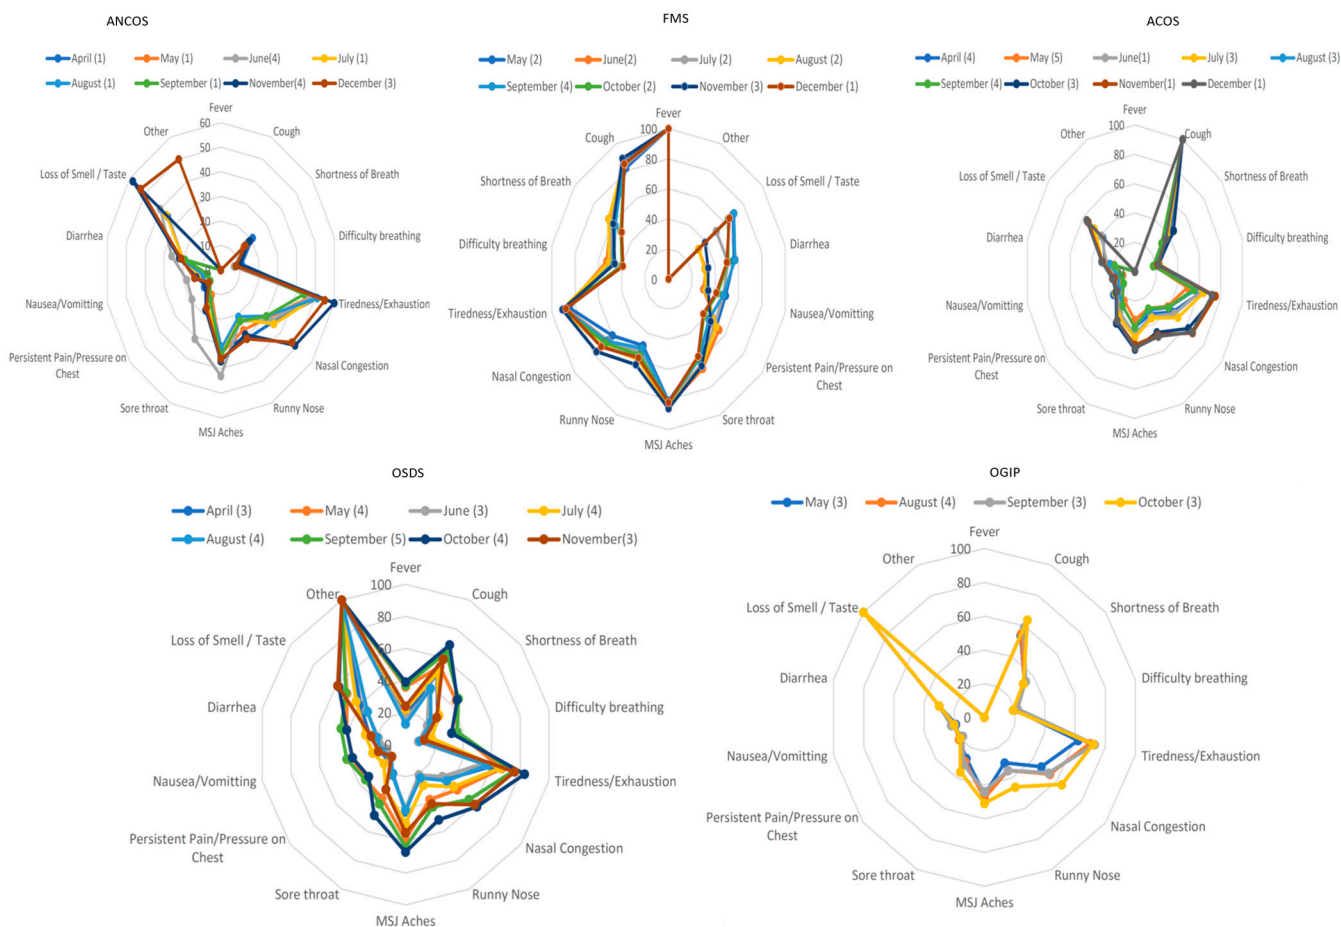 ANCOS
April (1) May (1) June(4) July (1)
August (1) September (1) November(4) December (3)
Fever
60
50
40
30
20
10
0
Cough
Shortness of Breath
Difficulty breathing
Tiredness/Exhaustion
Nasal Congestion
Runny Nose
MSJ Aches
Sore throat
Persistent Pain/Pressure on
Chest
Nausea/Vomitting
Diarrhea
Loss of Smell / Taste
Other
FMS
May (2) June(2) July (2) August (2)
September (4) October (2) November (3) December (1)
Fever
100
80
60
40
20
0
Other
Loss of Smell / Taste
Diarrhea
Nausea/Vomitting
Persistent Pain/Pressure on
Chest
Sore throat
MSJ Aches
Runny Nose
Nasal Congestion
Tiredness/Exhaustion
Difficulty breathing
Shortness of Breath
Cough
ACOS
April (4) May (5) June(1) July (3) August (3)
September (4) October (3) November(1) December (1)
Fever
100
80
60
40
20
0
Cough
Shortness of Breath
Difficulty breathing
Tiredness/Exhaustion
Nasal Congestion
Runny Nose
MSJ Aches
Sore throat
Persistent Pain/Pressure on
Chest
Nausea/Vomitting
Diarrhea
Loss of Smell / Taste
Other
OSDS
April (3) May (4) June (3) July (4)
August (4) September (5) October (4) November(3)
Fever
100
80
60
40
20
0
Cough
Shortness of Breath
Difficulty breathing
Tiredness/Exhaustion
Nasal Congestion
Runny Nose
MSJ Aches
Sore throat
Persistent Pain/Pressure on
Chest
Nausea/Vomitting
Diarrhea
Loss of Smell / Taste
Other
OGIP
May (3) August (4) September (3) October (3)
Fever
100
80
60
40
20
0
Cough
Shortness of Breath
Difficulty breathing
Tiredness/Exhaustion
Nasal Congestion
Runny Nose
MSJ Aches
Sore throat
Persistent Pain/Pressure on
Chest
Nausea/Vomitting
Diarrhea
Loss of Smell / Taste
Other